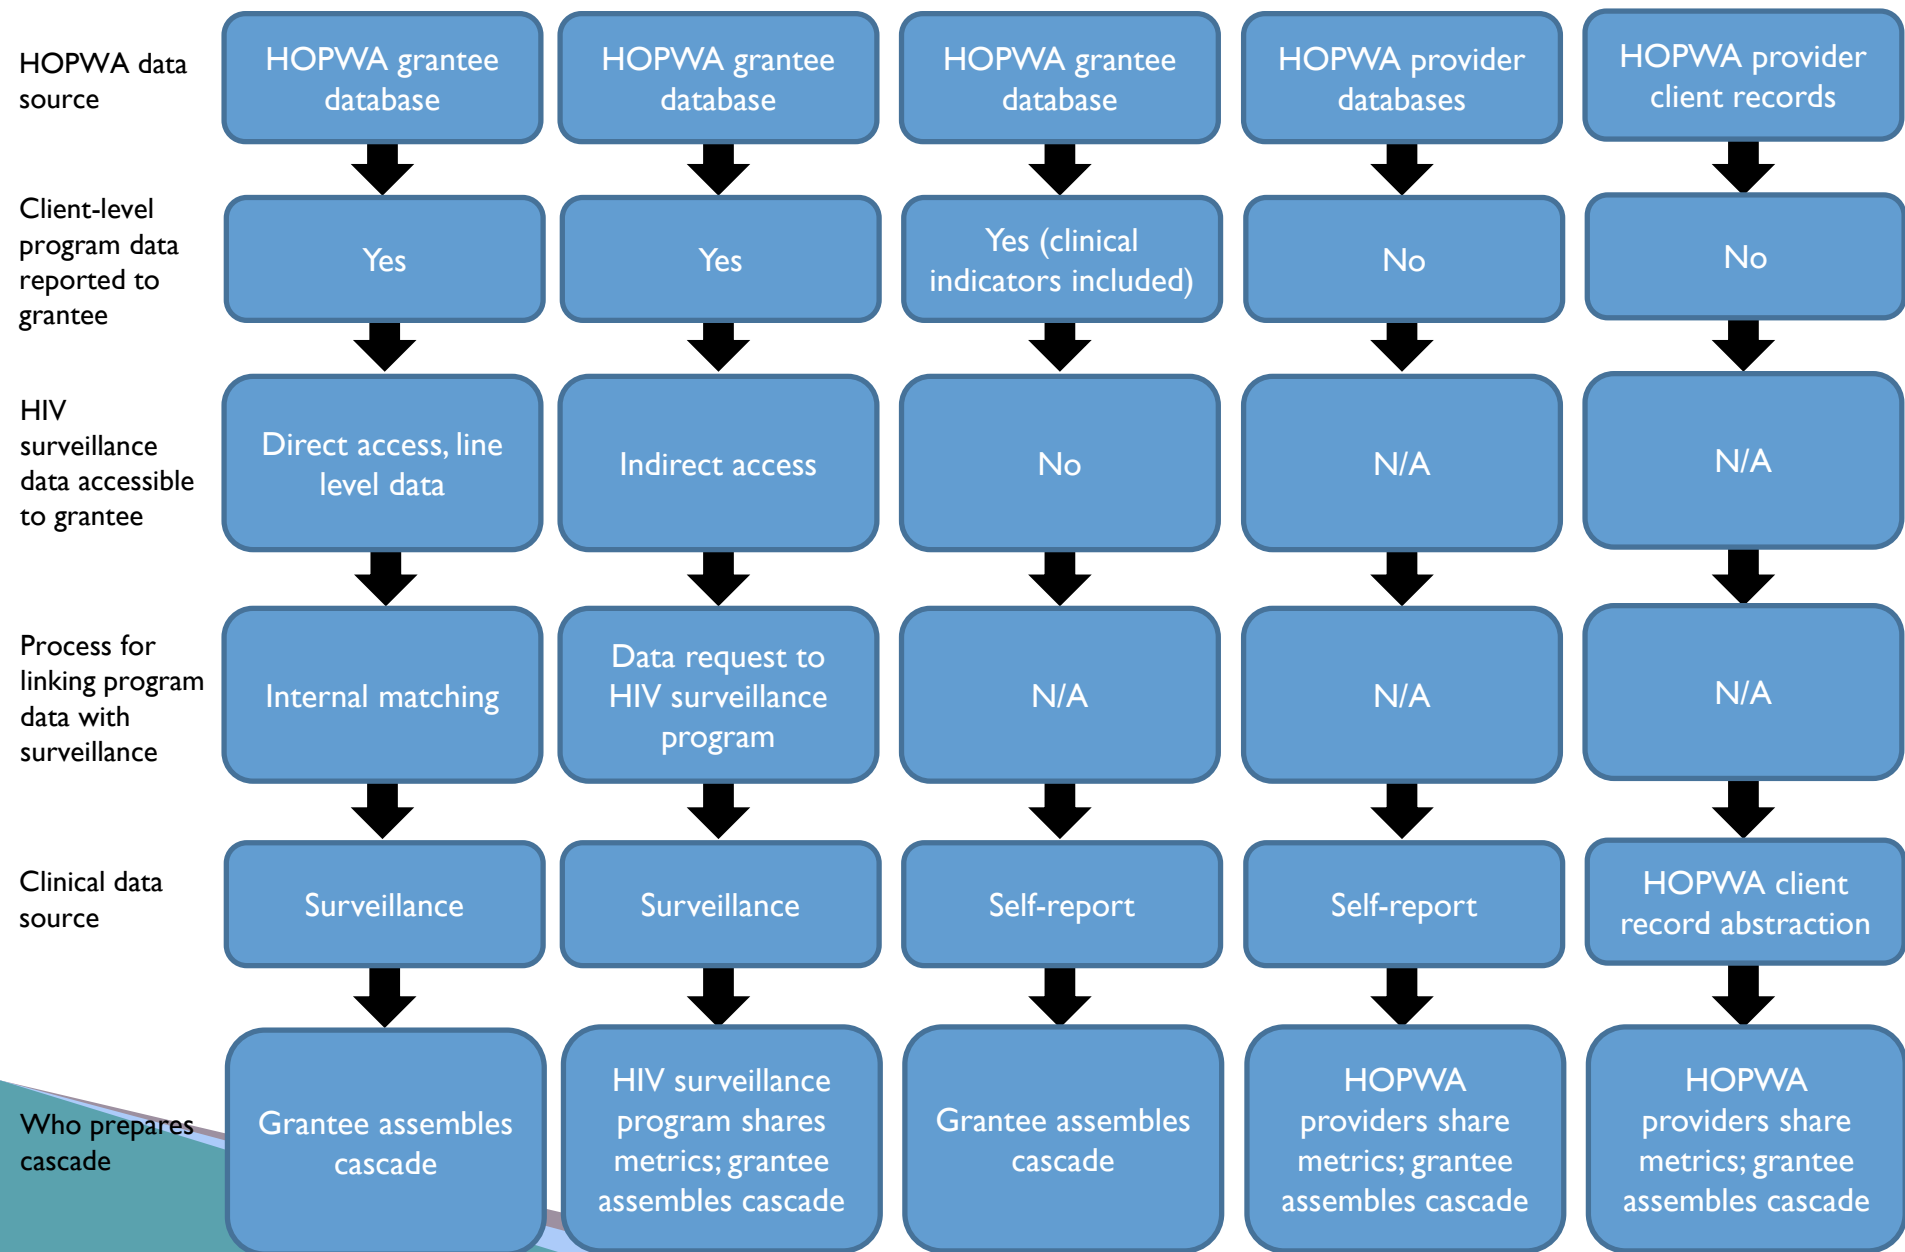 HOPWA data
source
HOPWA grantee
database
HOPWA grantee
database
HOPWA grantee
database
HOPWA provider
databases
HOPWA provider
client records
Client-level
program data
reported to
grantee
Yes
Yes
Yes (clinical
indicators included)
No
No
HIV
surveillance
data accessible
to grantee
Direct access, line
level data
Indirect access
No
N/A
N/A
Process for
linking program
data with
surveillance
Internal matching
Data request to
HIV surveillance
program
N/A
N/A
N/A
Clinical data
source
Surveillance
Surveillance
Self-report
Self-report
HOPWA client
record abstraction
Who prepares
cascade
Grantee assembles
cascade
HIV surveillance
program shares
metrics; grantee
assembles cascade
Grantee assembles
cascade
HOPWA
providers share
metrics; grantee
assembles cascade
HOPWA
providers share
metrics; grantee
assembles cascade